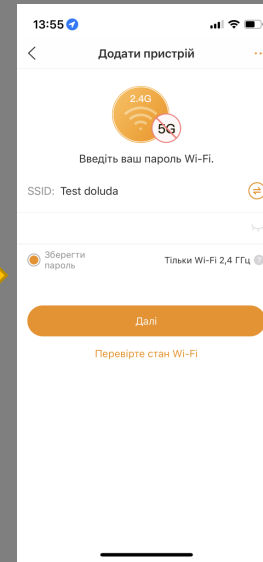 13:55
Додати пристрій
2.4G
5G
Введіть ваш пароль Wi-Fi.
SSID: Test doluda
Зберегти
пароль
Тільки Wi-Fi 2,4 ГГц
Далі
Перевірте стан Wi-Fi